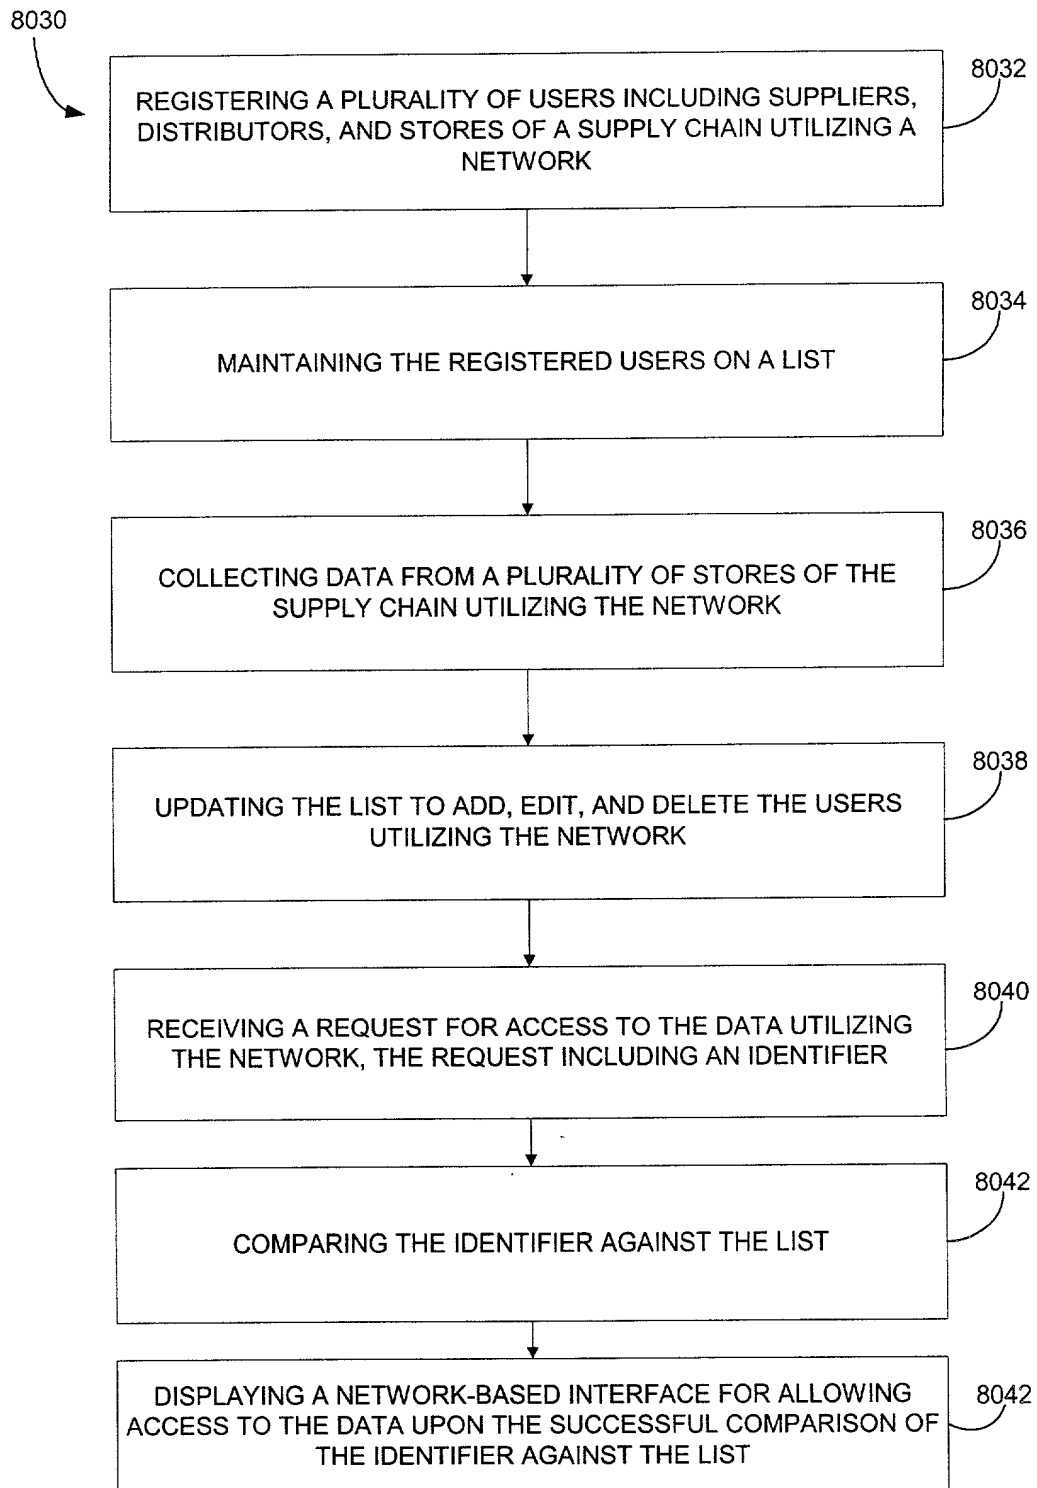 8030
8032
REGISTERING A PLURALITY OF USERS INCLUDING SUPPLIERS,
DISTRIBUTORS, AND STORES OF A SUPPLY CHAIN UTILIZING A
NETWORK
8034
MAINTAINING THE REGISTERED USERS ON A LIST
8036
COLLECTING DATA FROM A PLURALITY OF STORES OF THE
SUPPLY CHAIN UTILIZING THE NETWORK
8038
UPDATING THE LIST TO ADD, EDIT, AND DELETE THE USERS
UTILIZING THE NETWORK
8040
RECEIVING A REQUEST FOR ACCESS TO THE DATA UTILIZING
THE NETWORK, THE REQUEST INCLUDING AN IDENTIFIER
8042
COMPARING THE IDENTIFIER AGAINST THE LIST
8042
DISPLAYING A NETWORK-BASED INTERFACE FOR ALLOWING
ACCESS TO THE DATA UPON THE SUCCESSFUL COMPARISON OF
THE IDENTIFIER AGAINST THE LIST